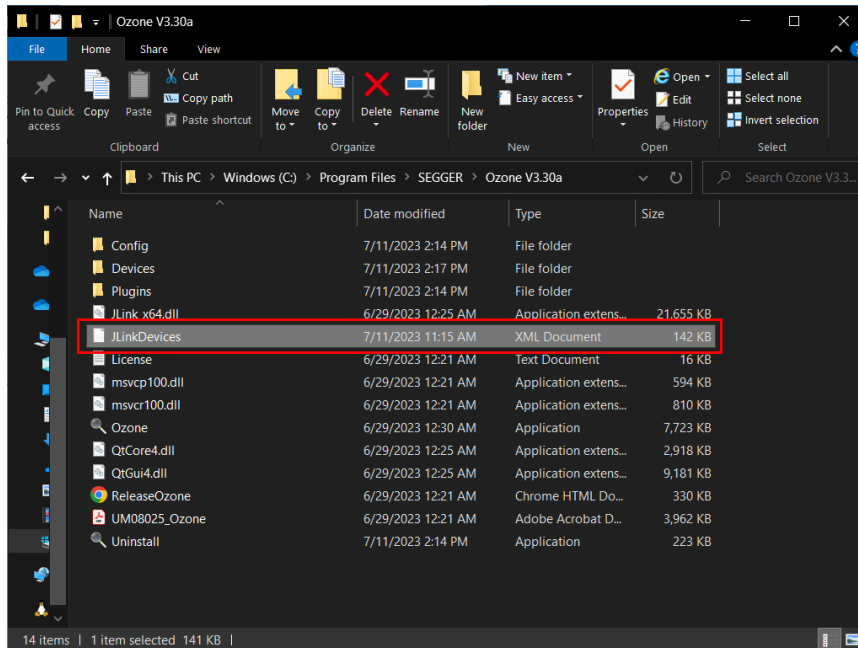 Ozone V3.30a
File Home Share View
Pin to Quick access
Copy
Paste
Cut
Copy path
Paste shortcut
Move to
Copy to
Delete
Rename
New folder
New item
Easy access
Properties
Open
Edit
History
Select all
Select none
Invert selection
Clipboard Organize New Open Select
This PC > Windows (C:) > Program Files > SEGGER > Ozone V3.30a
Search Ozone V3.3...
Name Date modified Type Size
Config 7/11/2023 2:14 PM File folder
Devices 7/11/2023 2:17 PM File folder
Plugins 7/11/2023 2:14 PM File folder
JLink_x64.dll 6/29/2023 12:25 AM Application extens... 21,655 KB
JLinkDevices 7/11/2023 11:15 AM XML Document 142 KB
License 6/29/2023 12:21 AM Text Document 16 KB
msvcp100.dll 6/29/2023 12:21 AM Application extens... 594 KB
msvcr100.dll 6/29/2023 12:21 AM Application extens... 810 KB
Ozone 6/29/2023 12:30 AM Application 7,723 KB
QtCore4.dll 6/29/2023 12:25 AM Application extens... 2,918 KB
QtGui4.dll 6/29/2023 12:25 AM Application extens... 9,181 KB
ReleaseOzone 6/29/2023 12:21 AM Chrome HTML Do... 330 KB
UM08025_Ozone 6/29/2023 12:21 AM Adobe Acrobat D... 3,962 KB
Uninstall 7/11/2023 2:14 PM Application 223 KB
14 items | 1 item selected 141 KB |